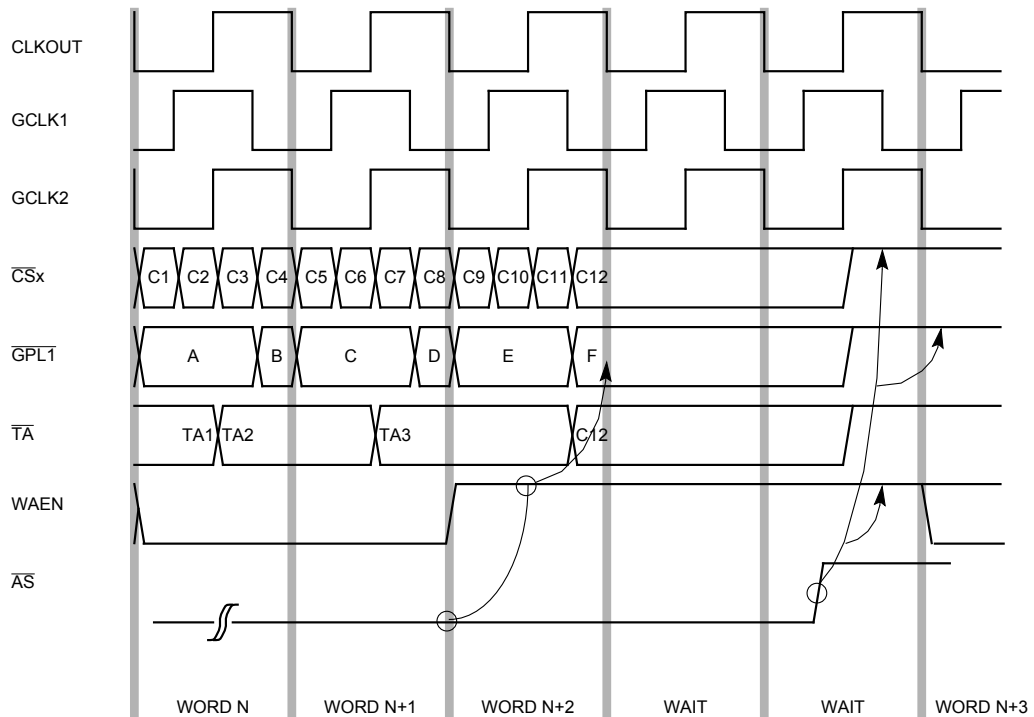 CLKOUT
GCLK1
GCLK2
CSx
C1 C2 C3 C4 C5 C6 C7 C8 C9 C10 C11 C12
GPL1
A B C D E F
TA
TA1 TA2 TA3 C12
WAEN
AS
WORD N WORD N+1 WORD N+2 WAIT WAIT WORD N+3